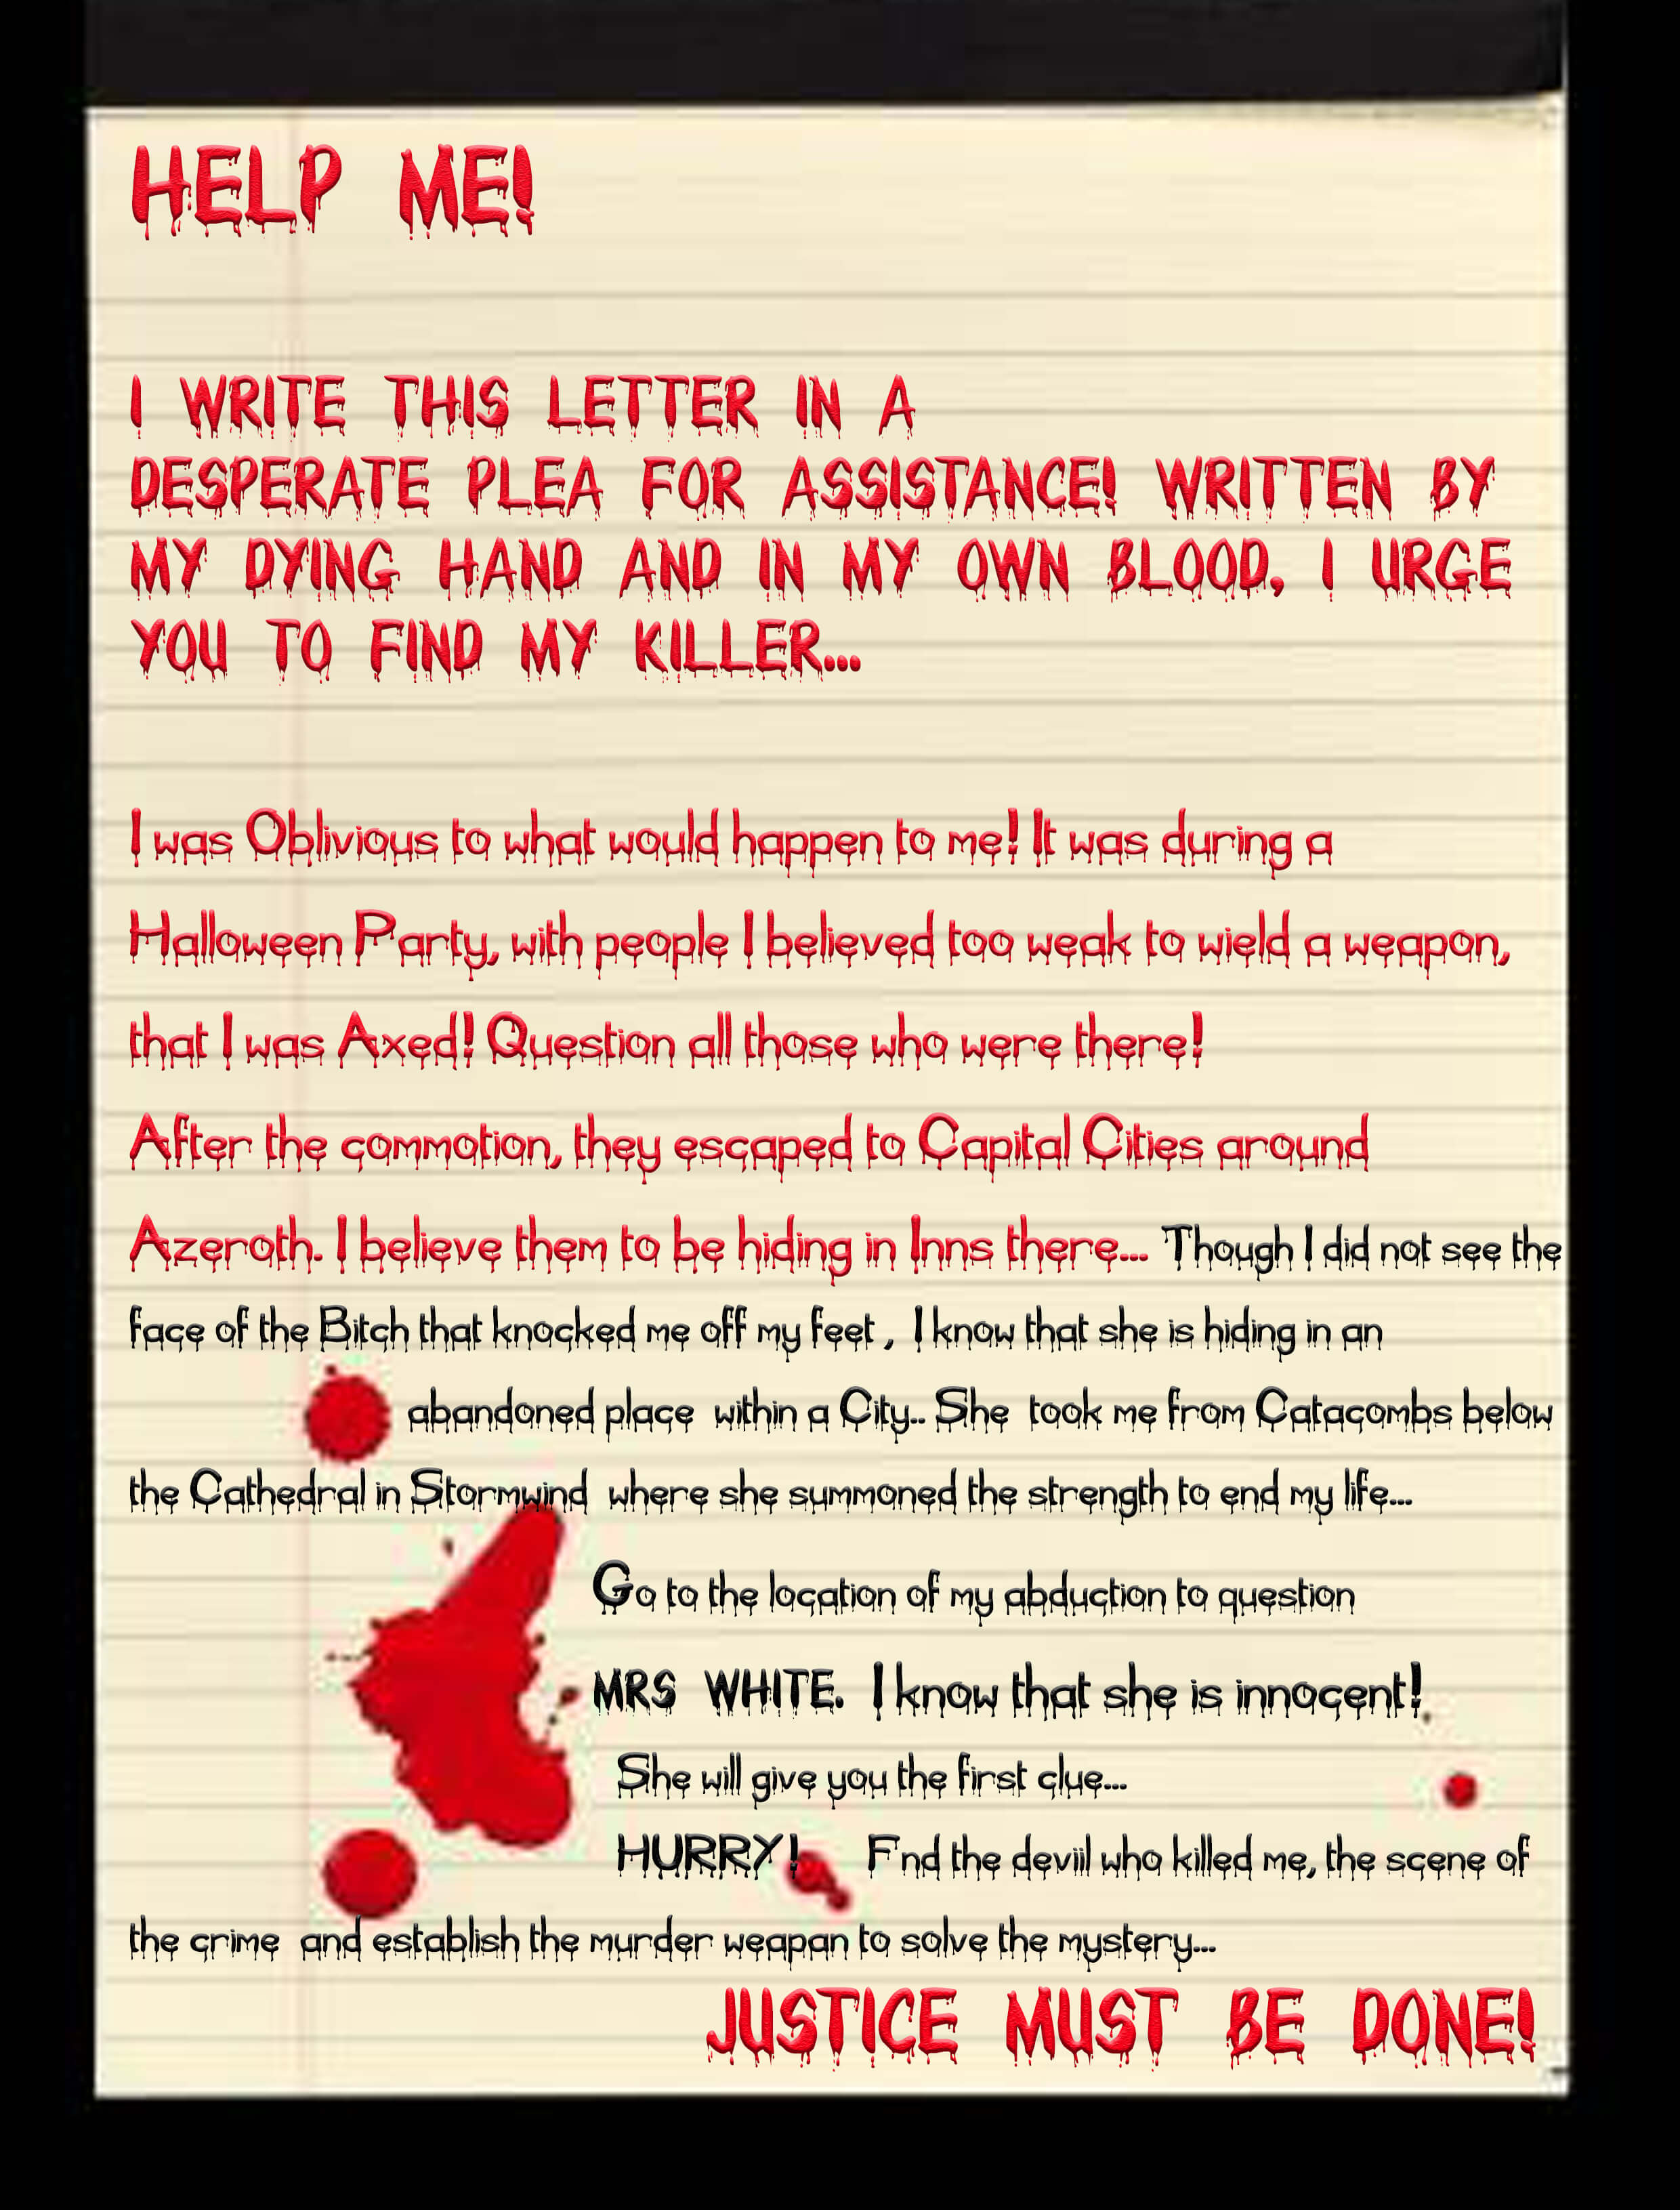 HELP ME!
I WRITE THIS LETTER IN A
DESPERATE PLEA FOR ASSISTANCE! WRITTEN BY
MY DYING HAND AND IN MY OWN BLOOD, I URGE
YOU TO FIND MY KILLER...
I was Oblivious to what would happen to me! It was during a
Halloween Party, with people I believed too weak to wield a weapon,
that I was Axed! Question all those who were there!
After the commotion, they escaped to Capital Cities around
Azeroth. I believe them to be hiding in Inns there... Though I did not see the
face of the Bitch that knocked me off my feet , I know that she is hiding in an
abandoned place within a City.. She took me from Catacombs below
the Cathedral in Stormwind where she summoned the strength to end my life...
Go to the location of my abduction to question
MRS WHITE. I know that she is innocent!
She will give you the first clue...
HURRY! F'nd the deviil who killed me, the scene of
the crime and establish the murder weapan to solve the mystery...
JUSTICE MUST BE DONE!